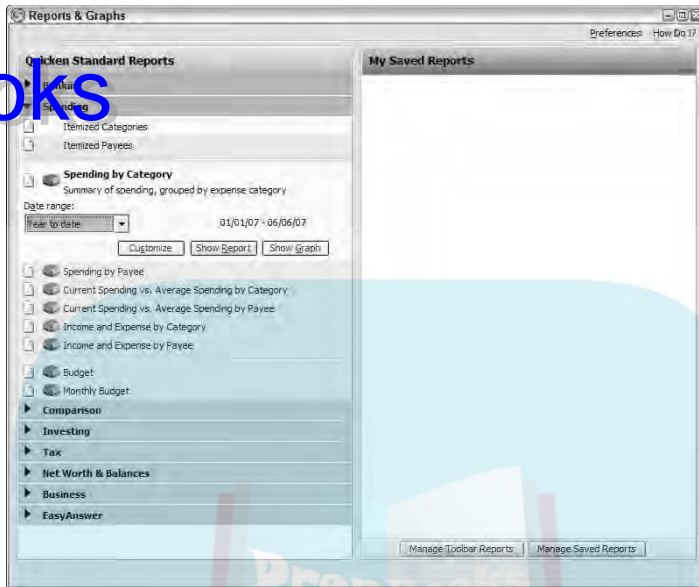 Reports & Graphs
Preferences How Do I?
Quicken Standard Reports
My Saved Reports
oks
Banking
Spending
Itemized Categories
Itemized Payees
Spending by Category
Summary of spending, grouped by expense category
Date range:
Year to date
01/01/07 - 06/06/07
Customize
Show Report
Show Graph
Spending by Payee
Current Spending vs. Average Spending by Category
Current Spending vs. Average Spending by Payee
Income and Expense by Category
Income and Expense by Payee
Budget
Monthly Budget
Comparison
Investing
Tax
Net Worth & Balances
Business
EasyAnswer
Manage Toolbar Reports
Manage Saved Reports